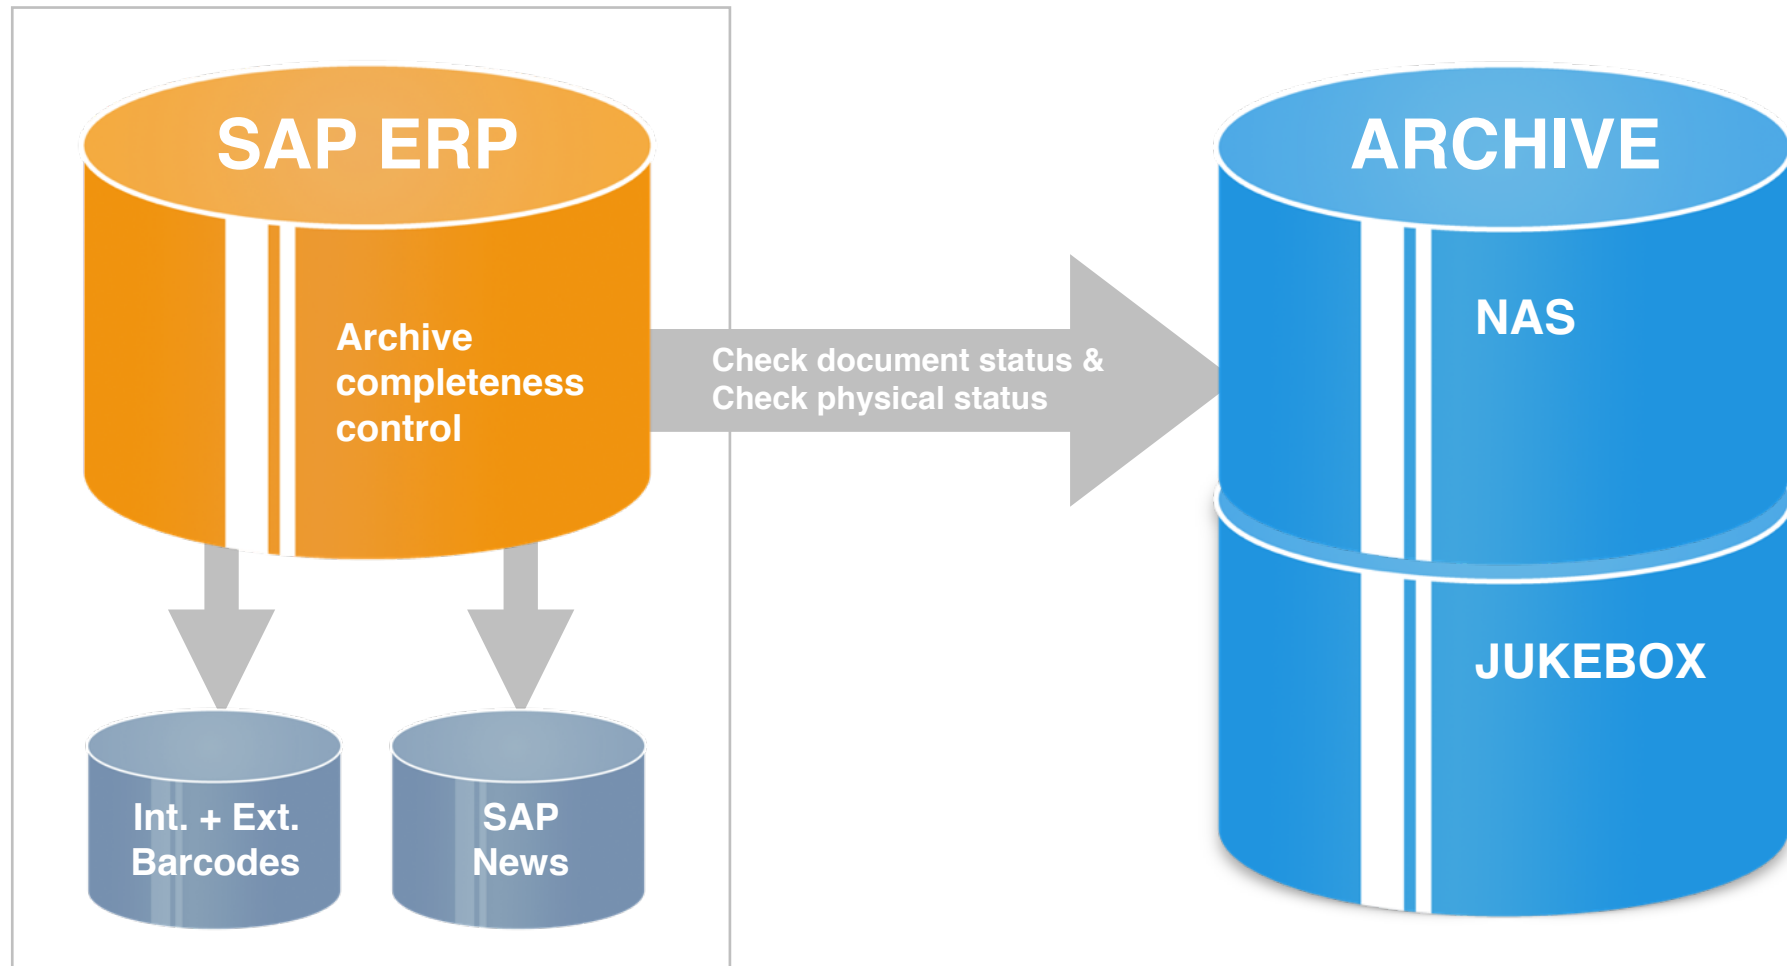 SAP ERP
Archive
completeness
control
Check document status &
Check physical status
ARCHIVE
NAS
JUKEBOX
Int. + Ext.
Barcodes
SAP
News